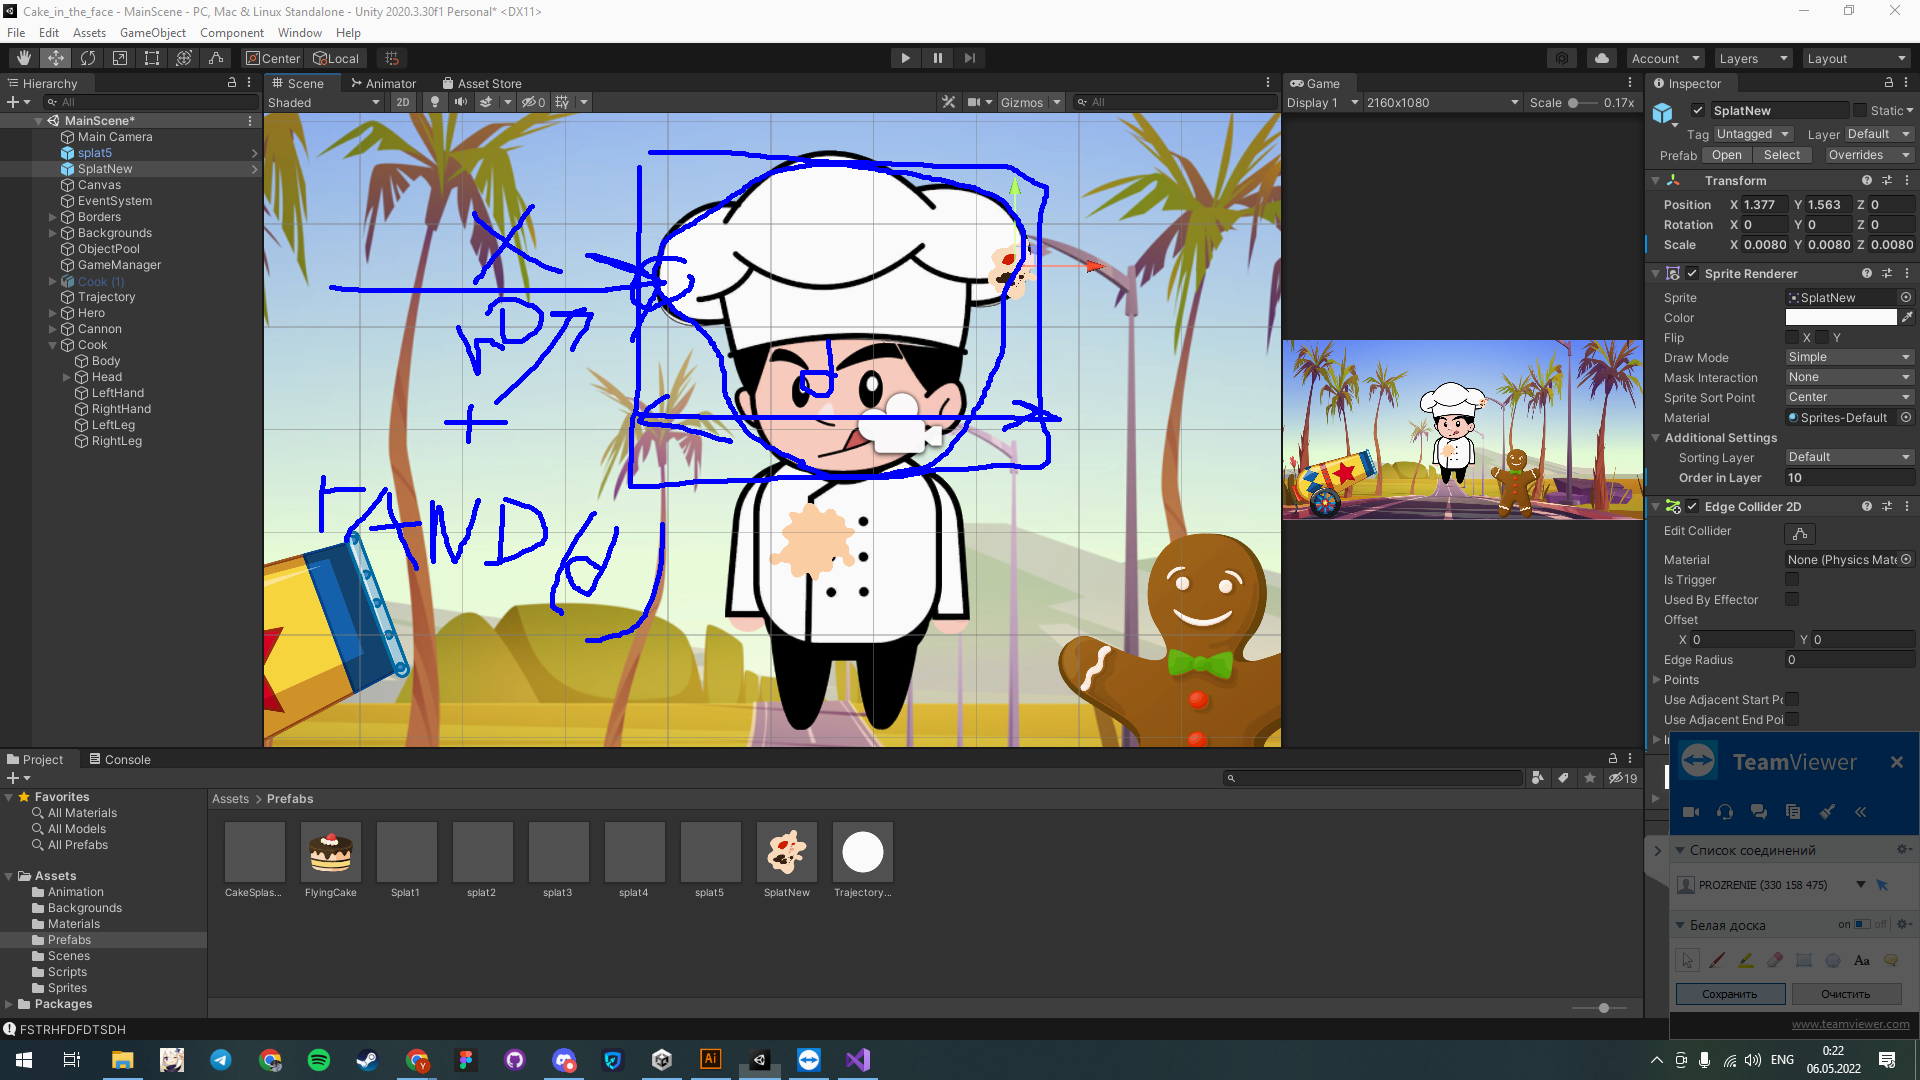 Cake_in_the_face - MainScene - PC, Mac & Linux Standalone - Unity 2020.3.30f1 Personal* <DX11>
File Edit Assets GameObject Component Window Help
Center Local
Account Layers Layout
Hierarchy
All
MainScene*
Main Camera
splat5
SplatNew
Canvas
EventSystem
Borders
Backgrounds
ObjectPool
GameManager
Cook (1)
Trajectory
Hero
Cannon
Cook
Body
Head
LeftHand
RightHand
LeftLeg
RightLeg
Scene Animator Asset Store
Shaded 2D 0 Gizmos All
X
d
+
Game
Display 1 2160x1080 Scale 0.17x
Inspector
SplatNew Static
Tag Untagged Layer Default
Prefab Open Select Overrides
Transform
Position X 1.377 Y 1.563 Z 0
Rotation X 0 Y 0 Z 0
Scale X 0.0080 Y 0.0080 Z 0.0080
Sprite Renderer
Sprite SplatNew
Color
Flip X Y
Draw Mode Simple
Mask Interaction None
Sprite Sort Point Center
Material Sprites-Default
Additional Settings
Sorting Layer Default
Order in Layer 10
Edge Collider 2D
Edit Collider
Material None (Physics Mate
Is Trigger
Used By Effector
Offset
X 0 Y 0
Edge Radius 0
Points
Use Adjacent Start Po
Use Adjacent End Poi
TeamViewer
Список соединений
PROZRENIE (330 158 475)
Белая доска on off
Aa
Сохранить Очистить
www.teamviewer.com
Project Console
19
Favorites
All Materials
All Models
All Prefabs
Assets
Animation
Backgrounds
Materials
Prefabs
Scenes
Scripts
Sprites
Packages
Assets > Prefabs
CakeSplas... FlyingCake Splat1 splat2 splat3 splat4 splat5 SplatNew Trajectory...
FSTRHFDFDTSDH
Ai
ENG
0:22
06.05.2022